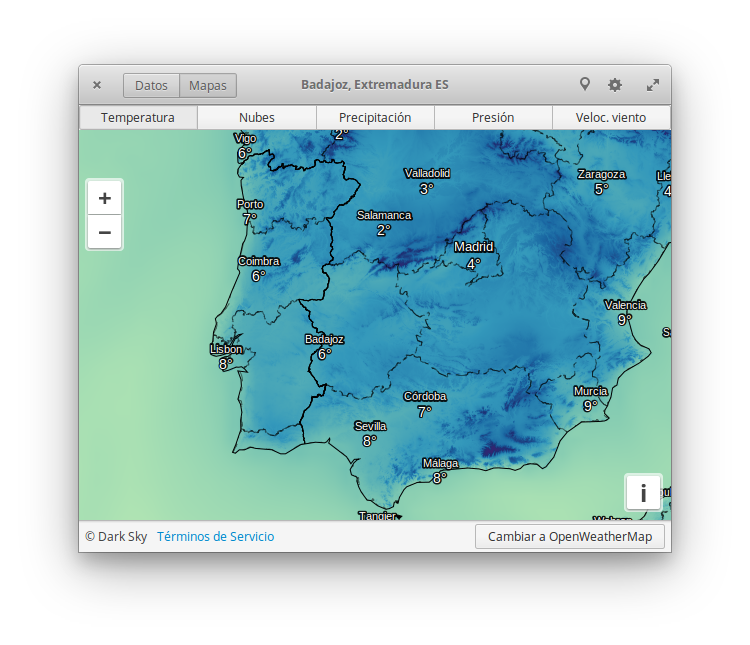 × Datos Mapas Badajoz, Extremadura ES
Temperatura Nubes Precipitación Presión Veloc. viento
Vigo
6°
2°
Valladolid
3°
Zaragoza
5°
Porto
7°
Salamanca
2°
Madrid
4°
Coimbra
6°
Valencia
9°
Badajoz
6°
Lisbon
8°
Córdoba
7°
Murcia
9°
Sevilla
8°
Málaga
8°
Tangier
+
−
i
© Dark Sky Términos de Servicio Cambiar a OpenWeatherMap